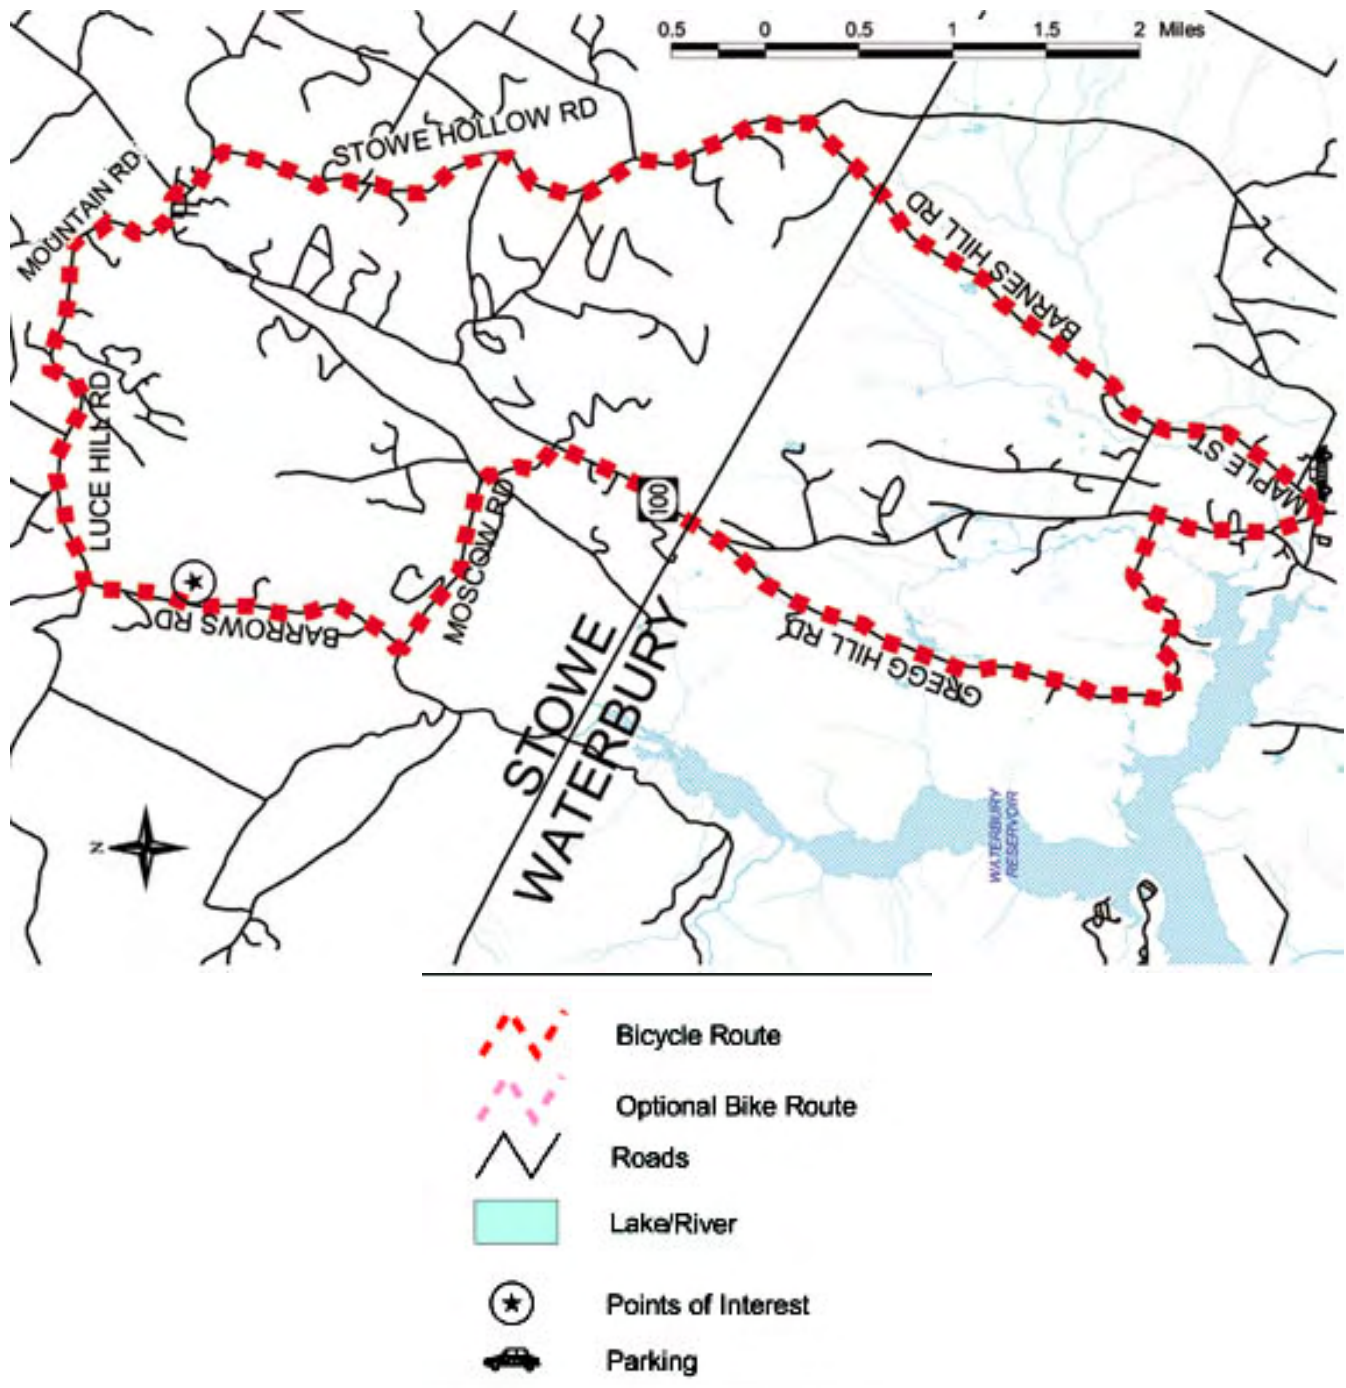 0.5 0 0.5 1 1.5 2 Miles
STOWE HOLLOW RD
MOUNTAIN RD
BARNES HILL RD
LUCE HILL RD
MAPLE ST
100
MOSCOW RD
P
BARROWS RD
GREGG HILL RD
STOWE
WATERBURY
WATERBURY
RESERVOIR
N
Bicycle Route
Optional Bike Route
Roads
Lake/River
Points of Interest
Parking